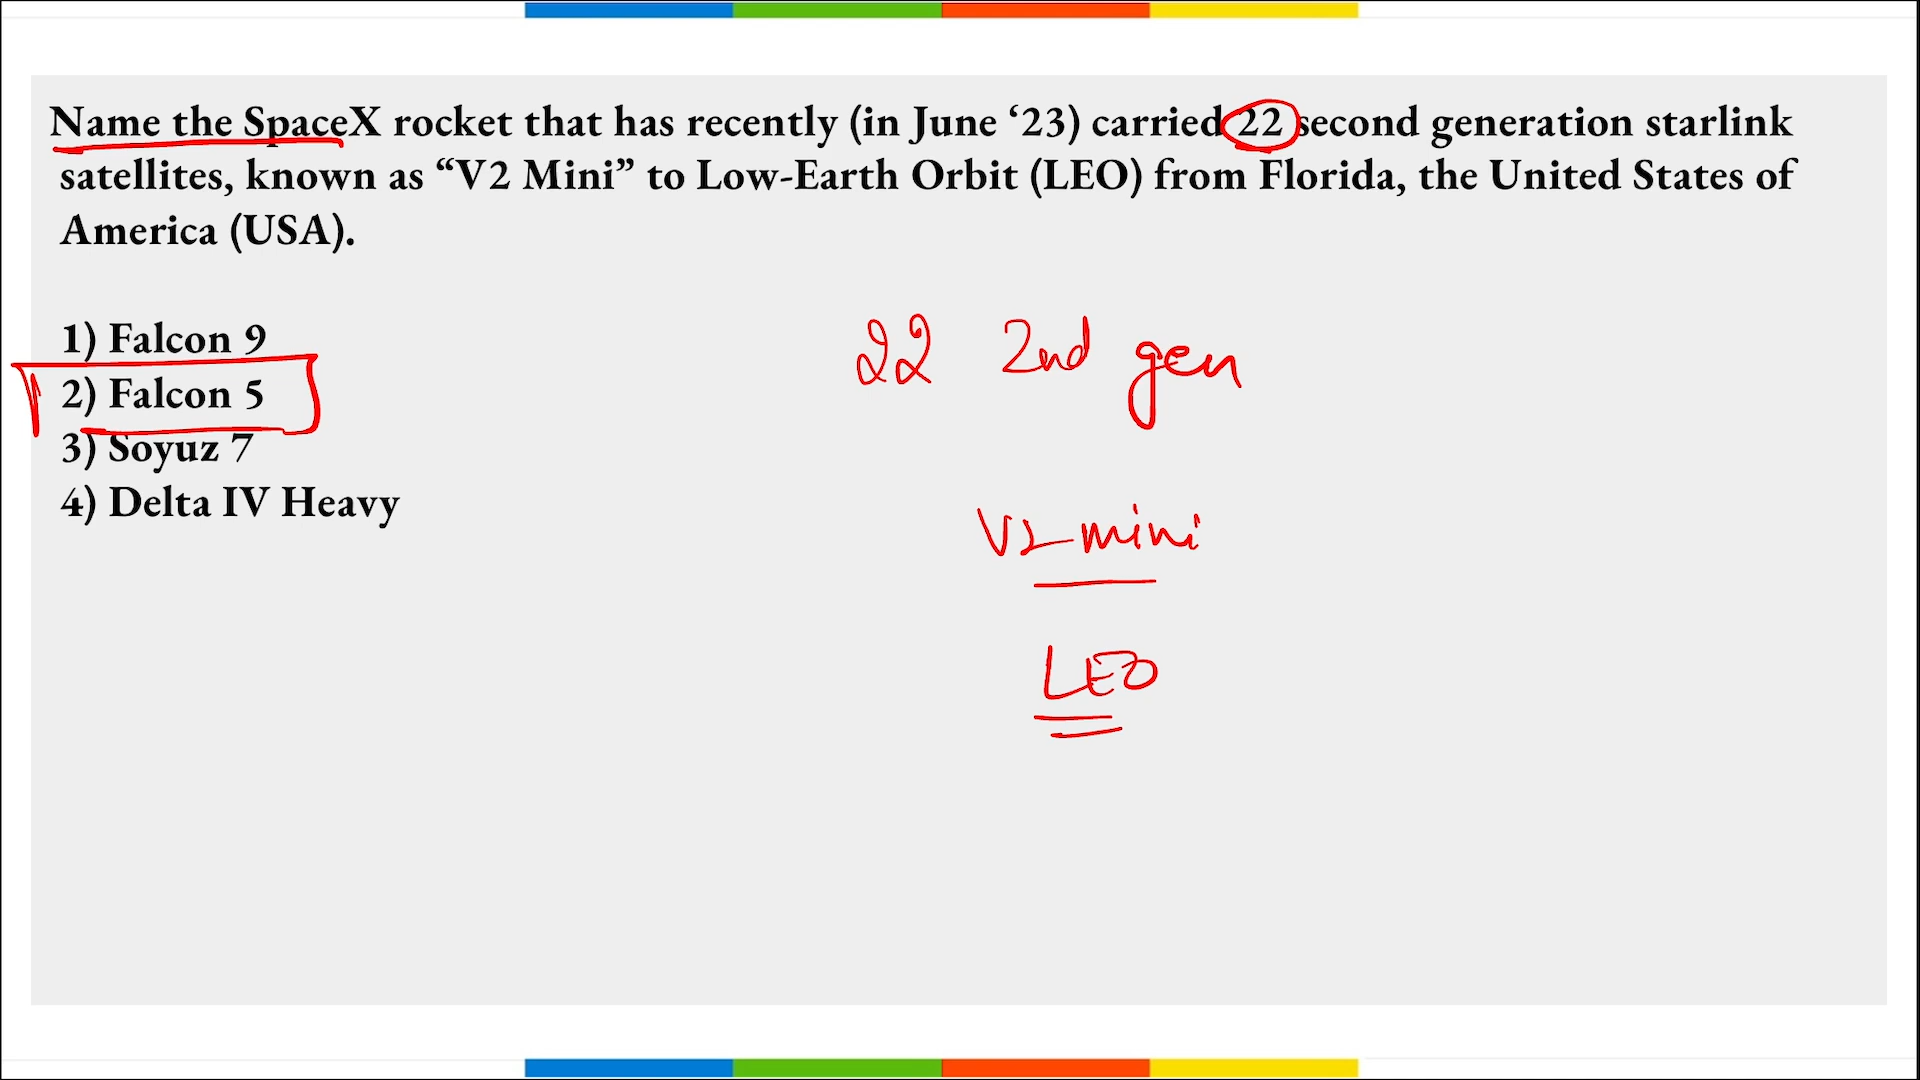 Name the SpaceX rocket that has recently (in June ‘23) carried 22 second generation starlink
satellites, known as “V2 Mini” to Low-Earth Orbit (LEO) from Florida, the United States of
America (USA).
1) Falcon 9
2) Falcon 5
3) Soyuz 7
4) Delta IV Heavy
22 2nd gen
V2 mini
LEO